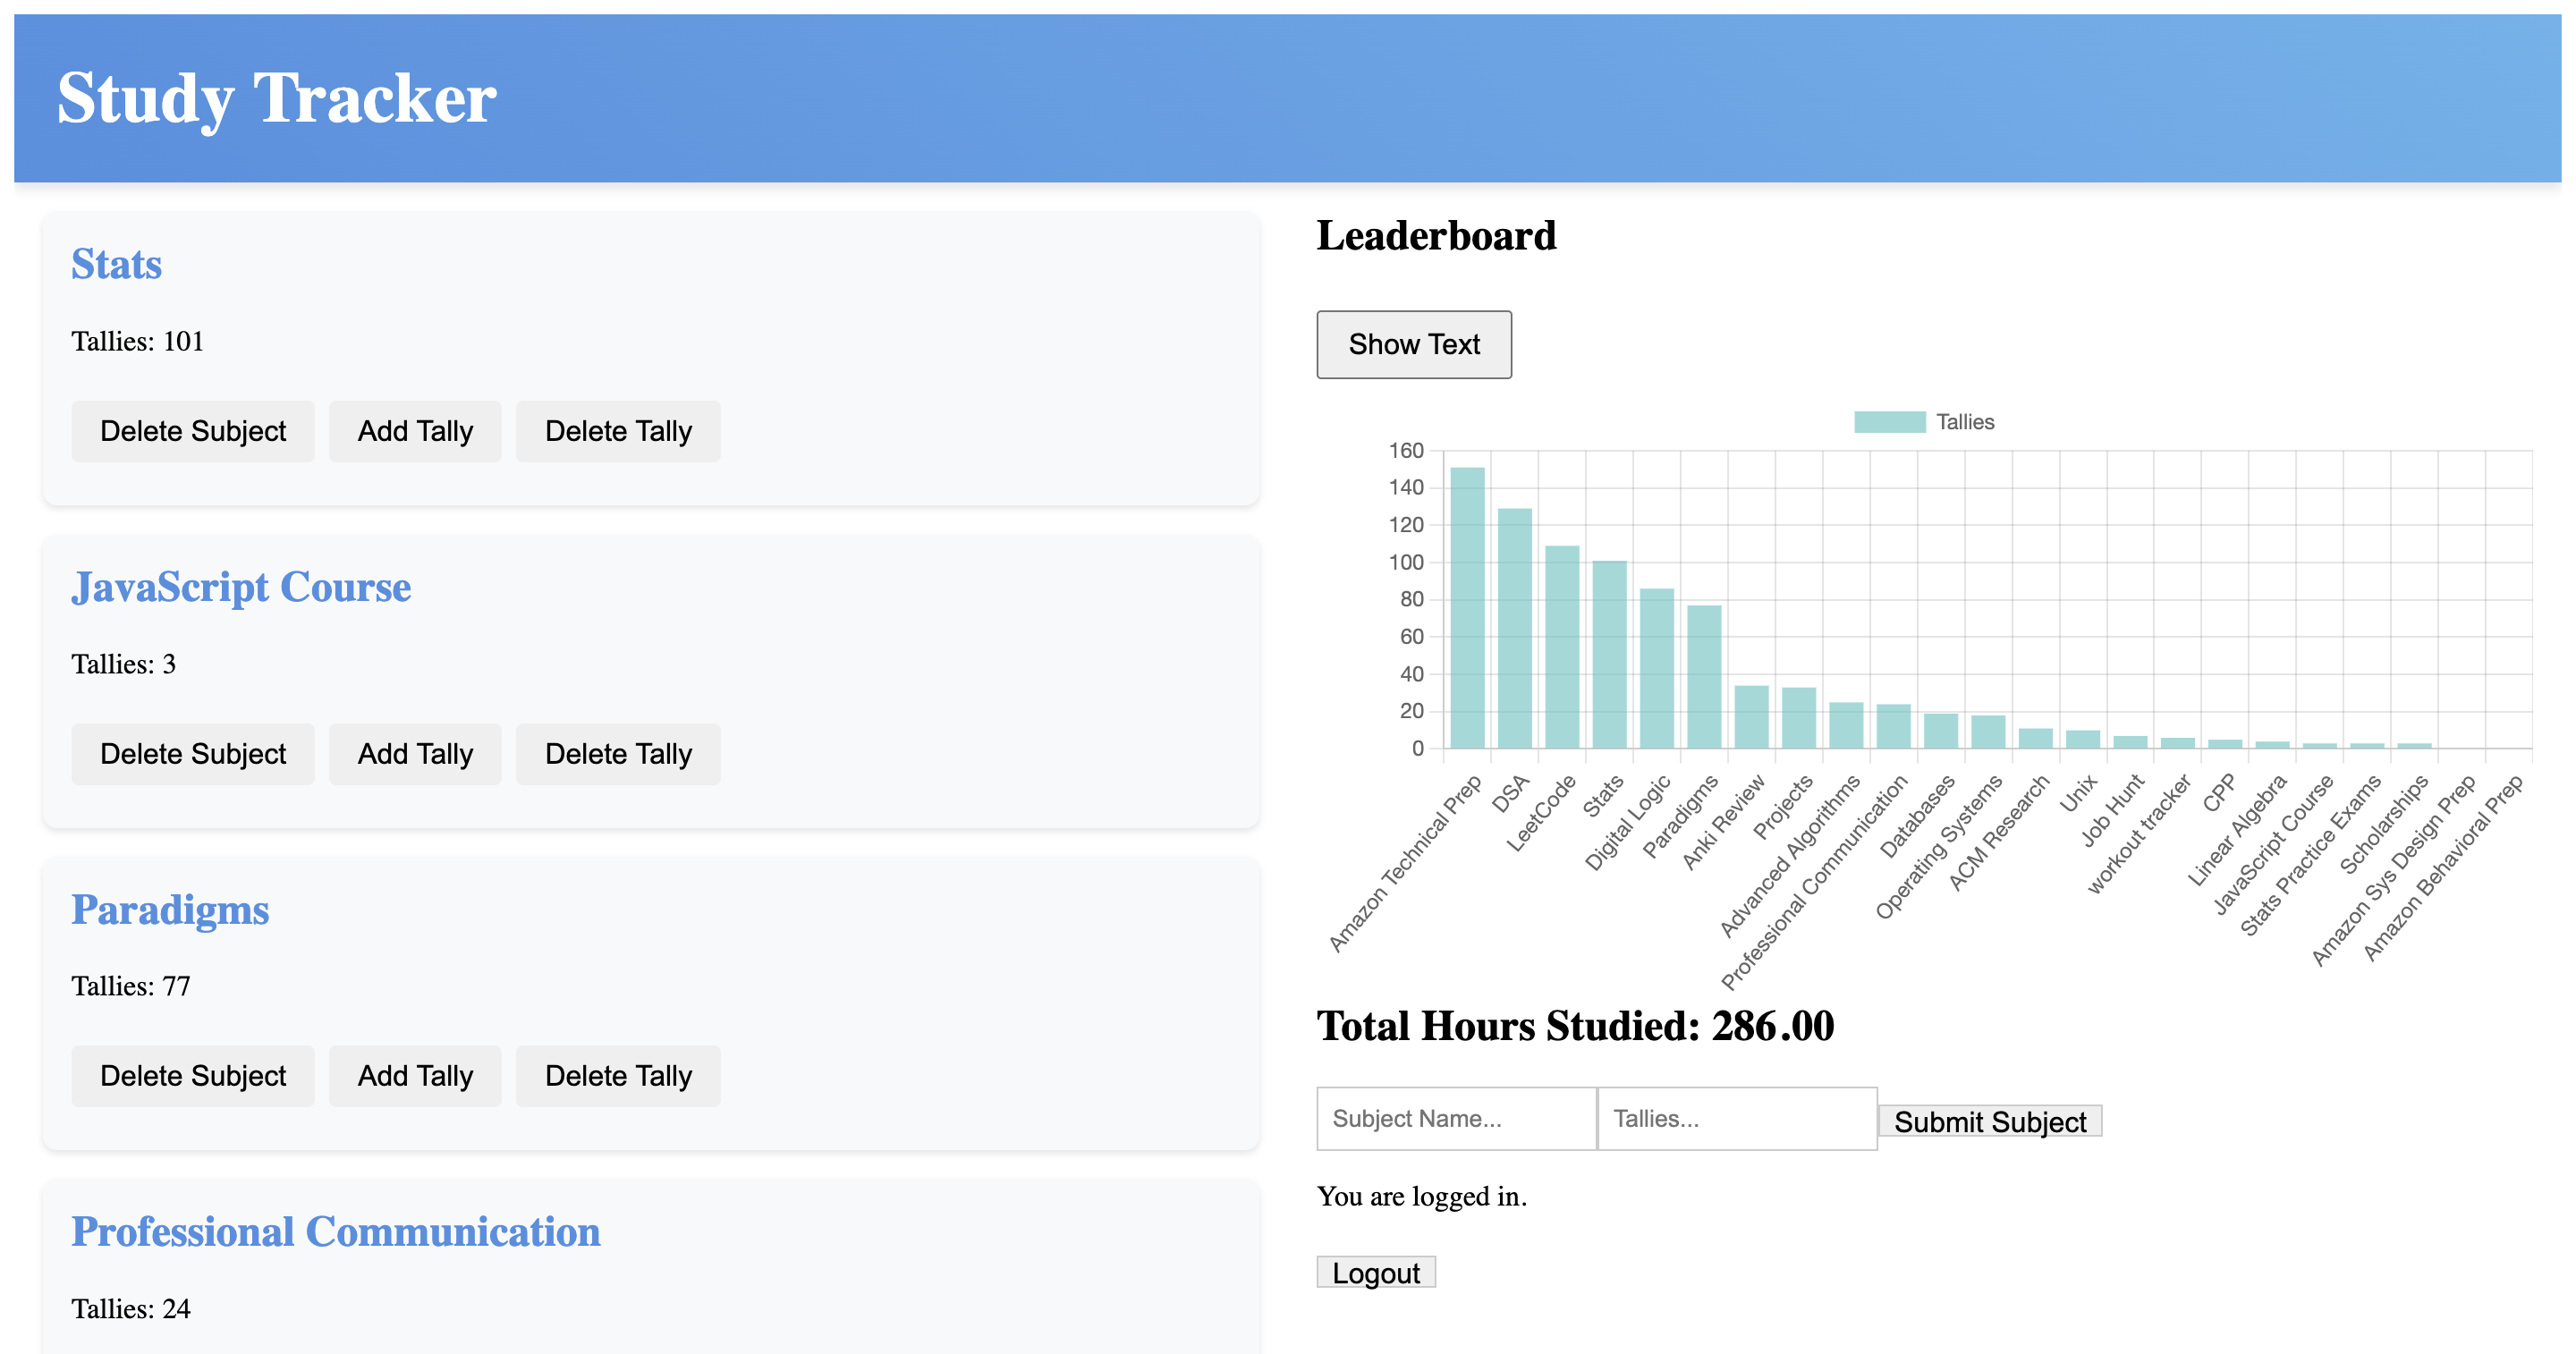 Study Tracker
Stats
Tallies: 101
Delete Subject Add Tally Delete Tally
JavaScript Course
Tallies: 3
Delete Subject Add Tally Delete Tally
Paradigms
Tallies: 77
Delete Subject Add Tally Delete Tally
Professional Communication
Tallies: 24
Leaderboard
Show Text
Tallies
160
140
120
100
80
60
40
20
0
Amazon Technical Prep
DSA
LeetCode
Stats
Digital Logic
Paradigms
Anki Review
Projects
Advanced Algorithms
Professional Communication
Databases
Operating Systems
ACM Research
Unix
Job Hunt
workout tracker
CPP
Linear Algebra
JavaScript Course
Stats Practice Exams
Scholarships
Amazon Sys Design Prep
Amazon Behavioral Prep
Total Hours Studied: 286.00
Subject Name... Tallies... Submit Subject
You are logged in.
Logout